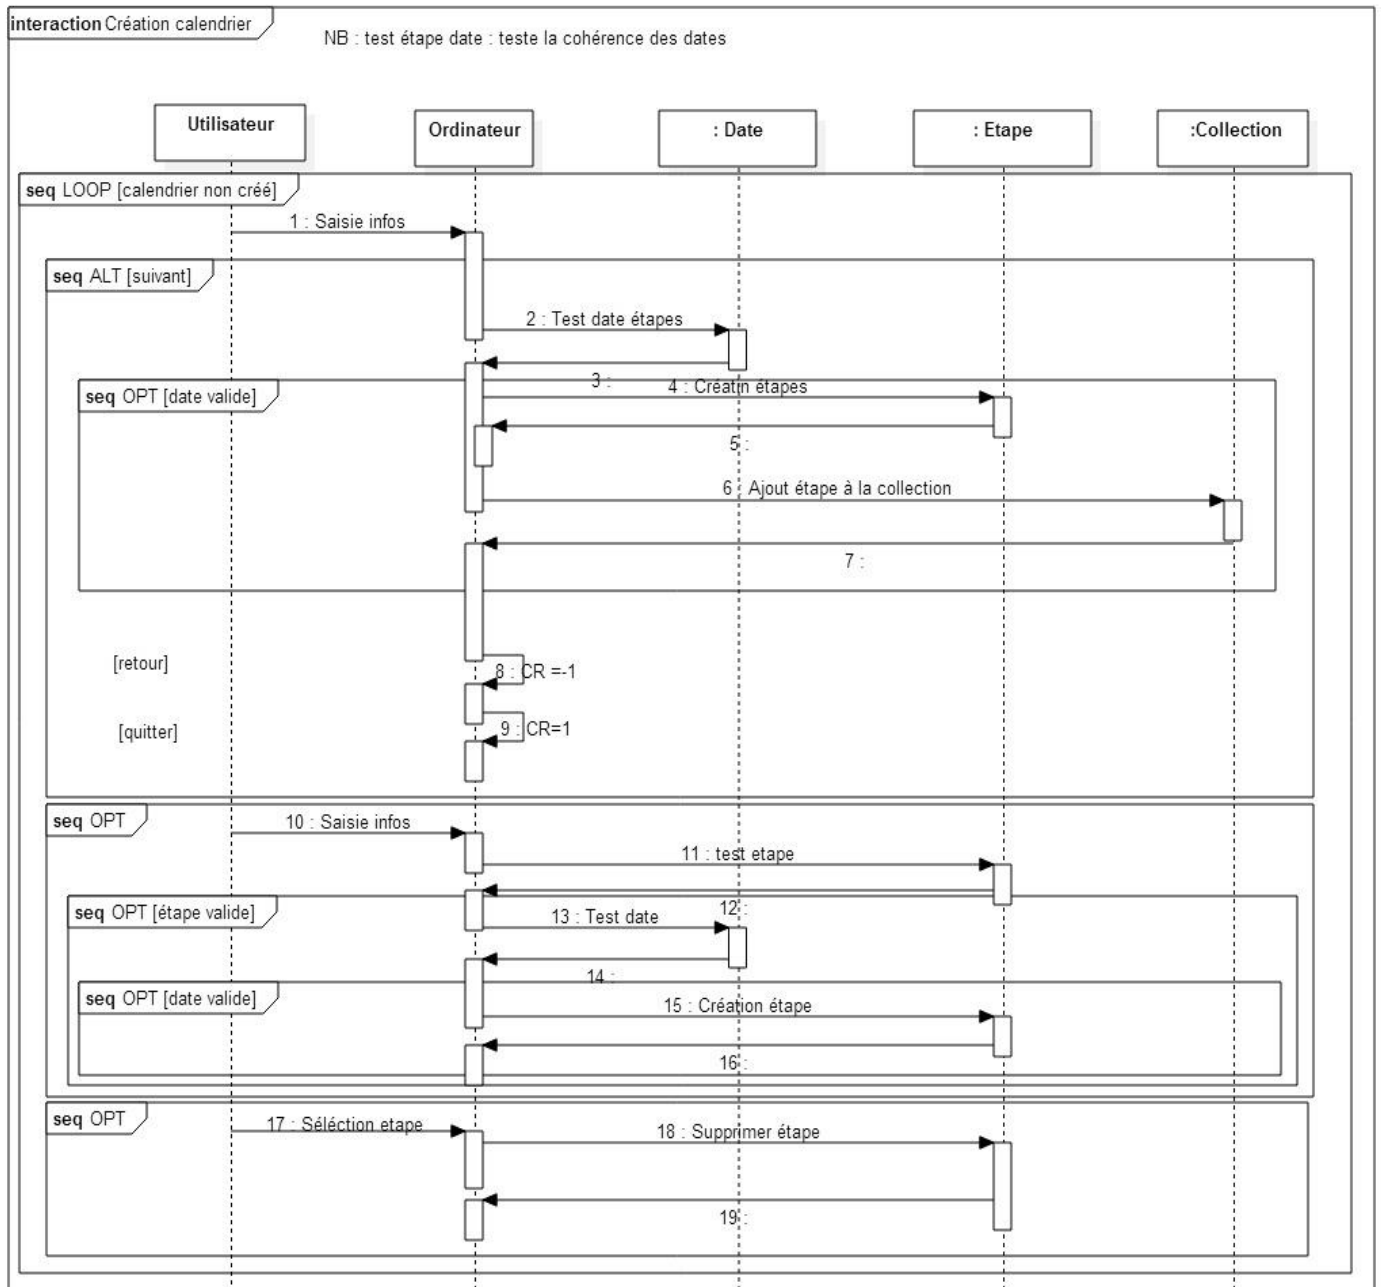 interaction Création calendrier
NB : test étape date : teste la cohérence des dates
Utilisateur
Ordinateur
: Date
: Etape
:Collection
seq LOOP [calendrier non créé]
1 : Saisie infos
seq ALT [suivant]
2 : Test date étapes
3 :
4 : Créatin étapes
seq OPT [date valide]
5 :
6 : Ajout étape à la collection
7 :
[retour]
8 : CR =-1
[quitter]
9 : CR=1
seq OPT
10 : Saisie infos
11 : test etape
12 :
seq OPT [étape valide]
13 : Test date
14 :
seq OPT [date valide]
15 : Création étape
16 :
seq OPT
17 : Séléction etape
18 : Supprimer étape
19 :